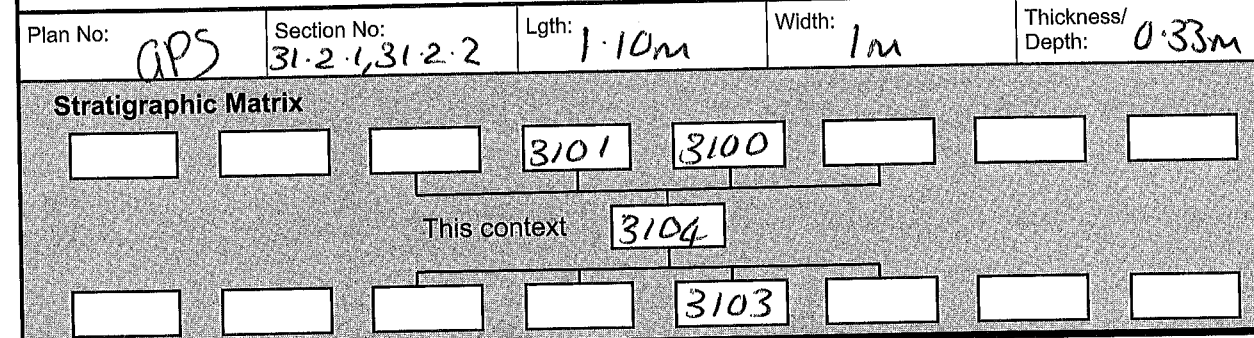 Plan No: GPS Section No: 31.2.1,31.2.2 Lgth: 1.10m Width: 1m Thickness/Depth: 0.33m
Stratigraphic Matrix
3101 3100
This context 3104
3103